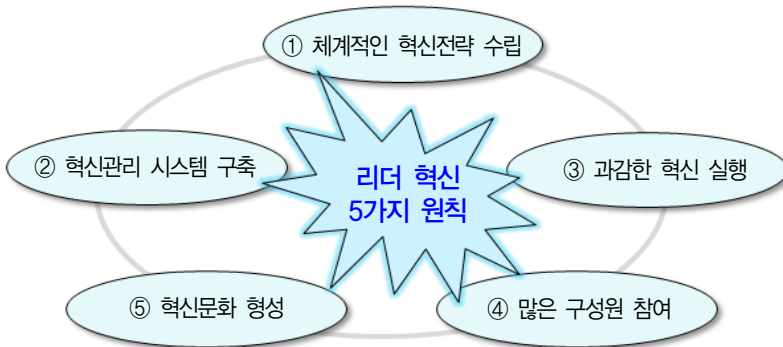 ① 체계적인 혁신전략 수립
② 혁신관리 시스템 구축
리더 혁신
5가지 원칙
③ 과감한 혁신 실행
⑤ 혁신문화 형성
④ 많은 구성원 참여